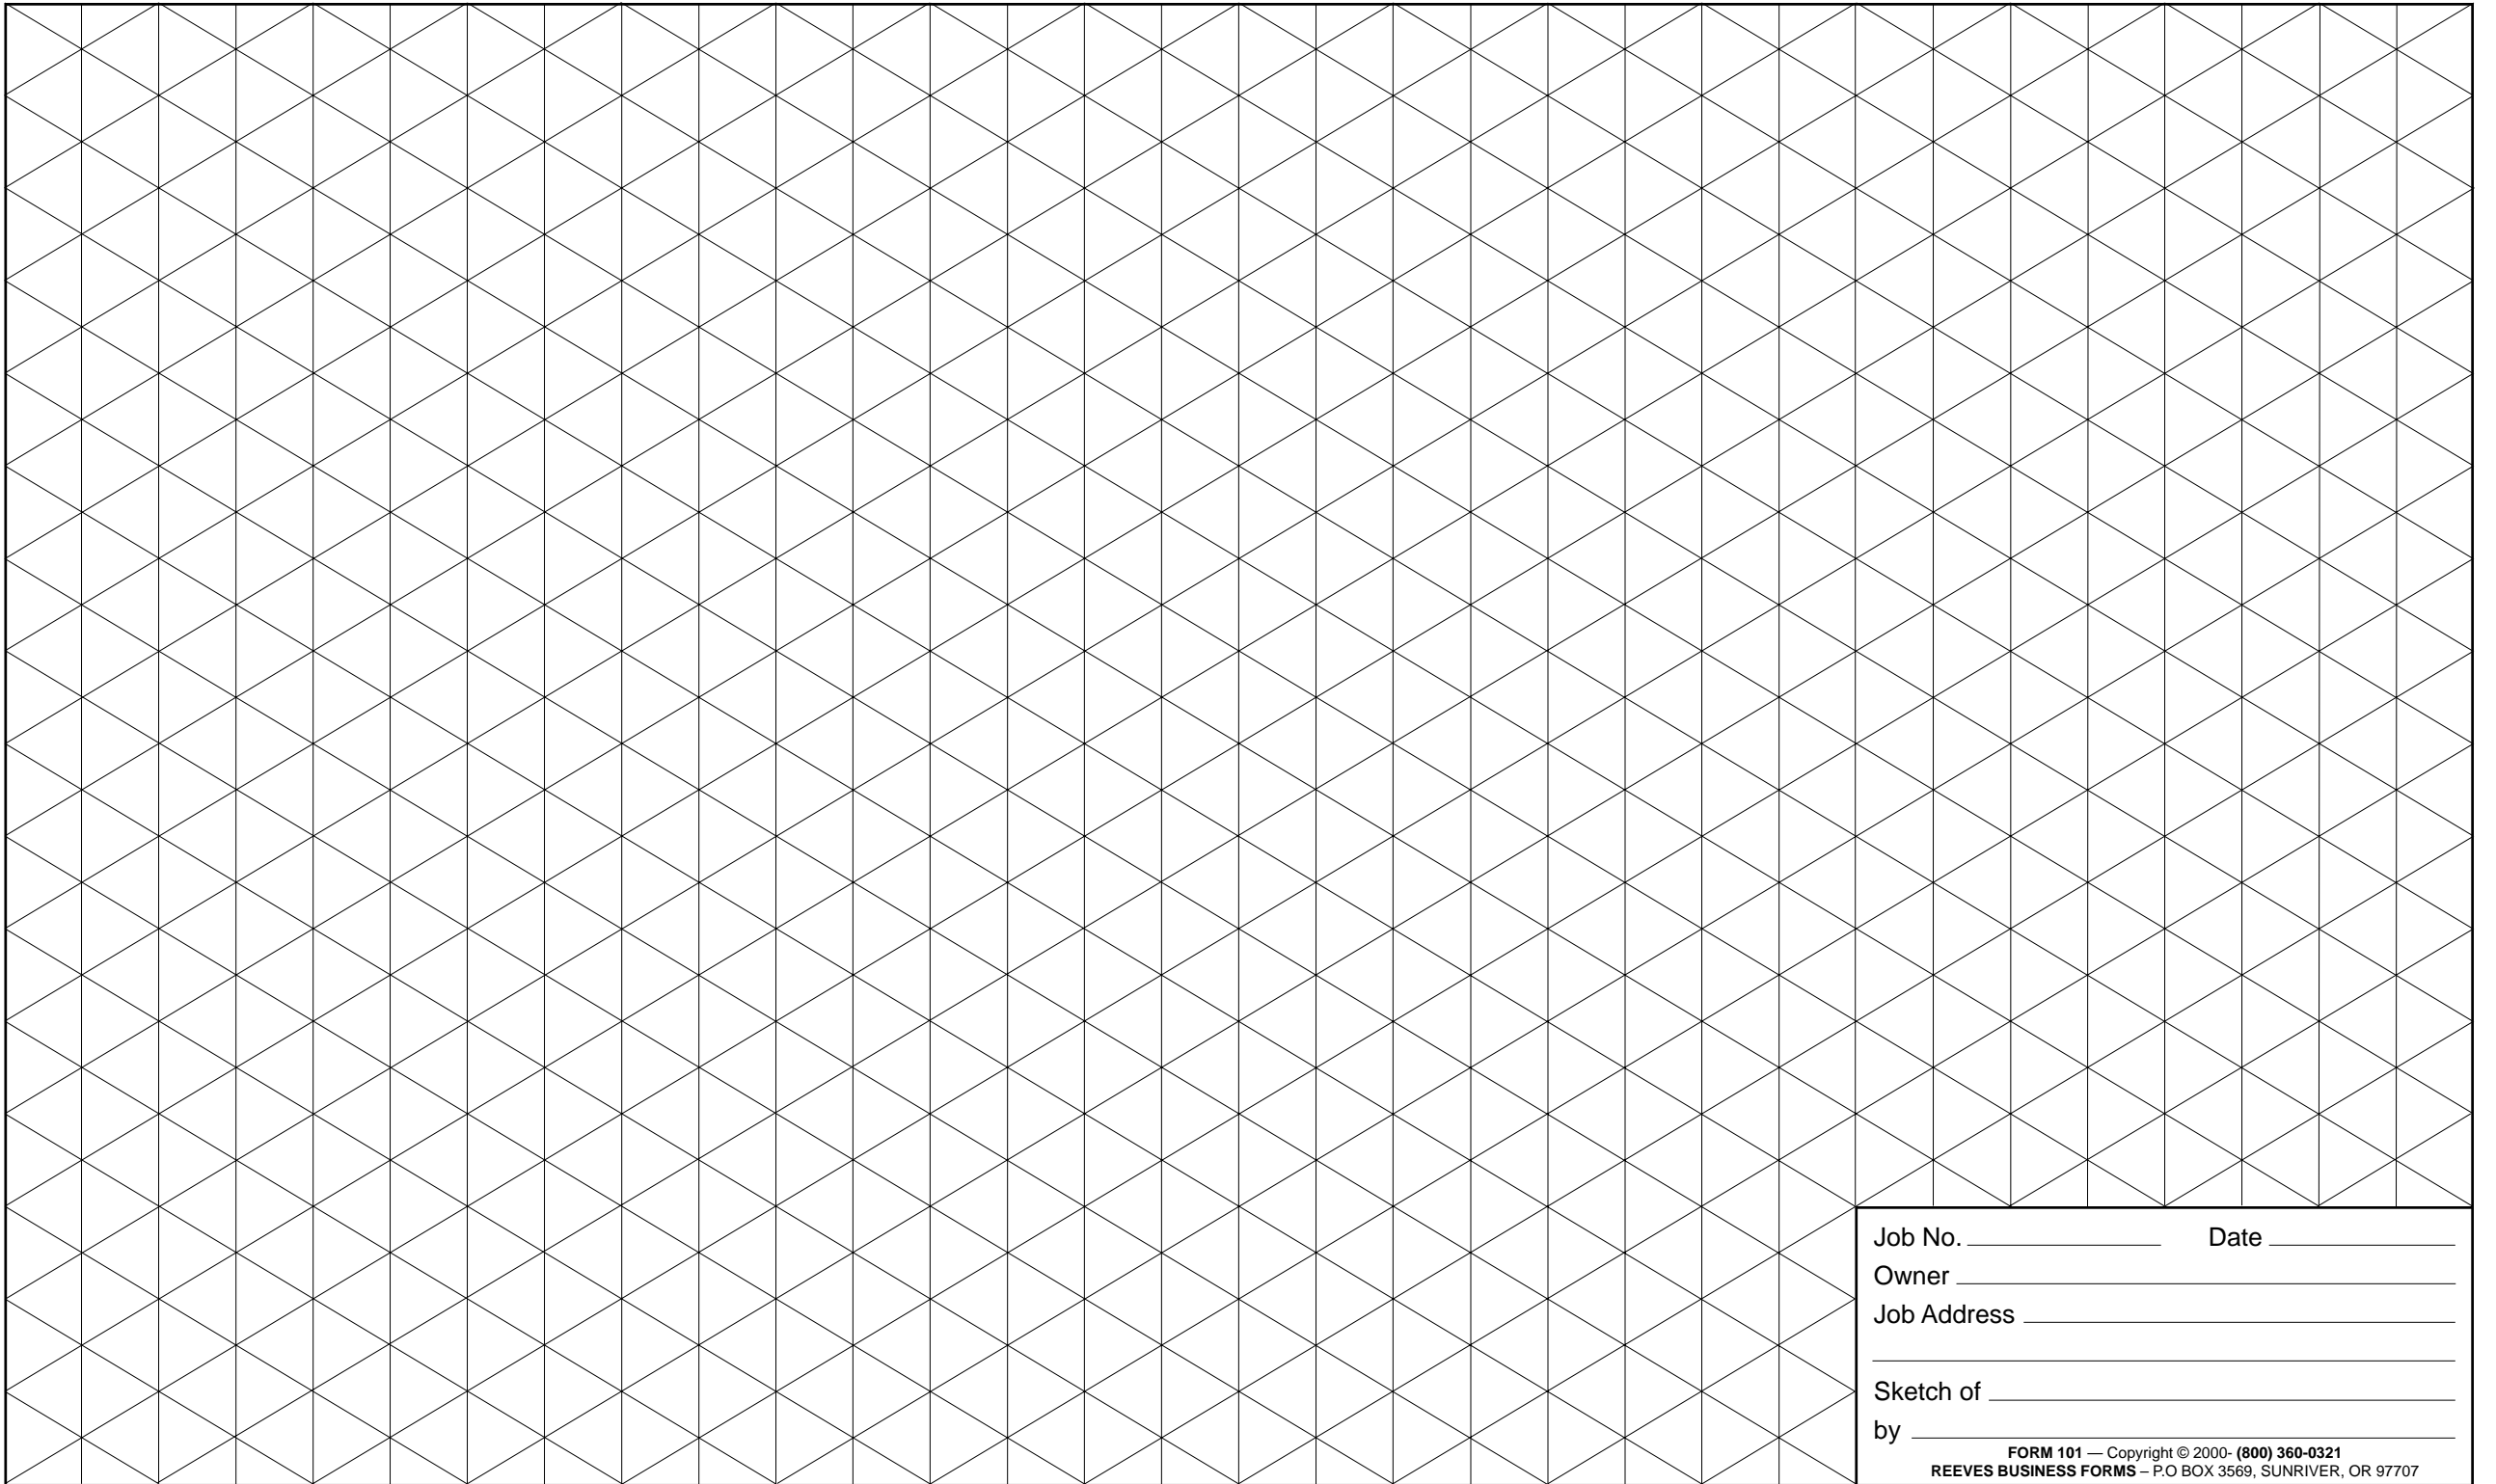 Job No. Date
Owner
Job Address
Sketch of
by
FORM 101 — Copyright © 2000- (800) 360-0321
REEVES BUSINESS FORMS – P.O BOX 3569, SUNRIVER, OR 97707